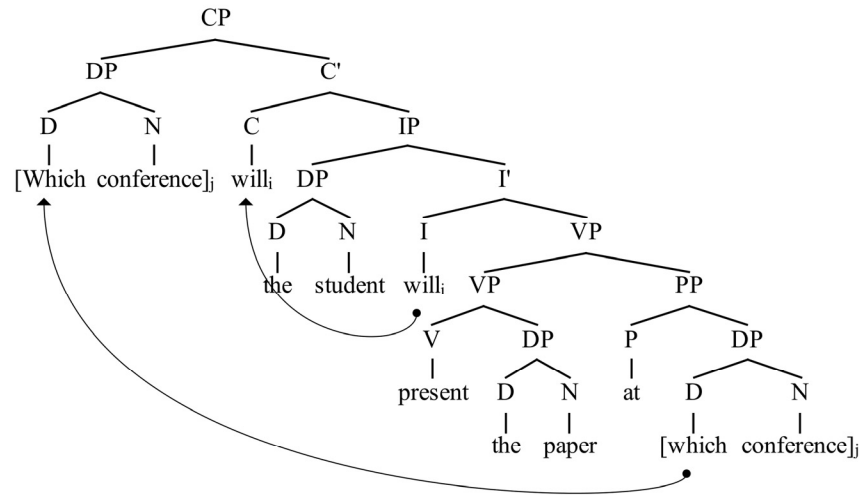 CP
DP C'
D N C IP
[Which conference]j willi DP I'
D N I VP
the student willi VP PP
V DP P DP
present D N at D N
the paper [which conference]j